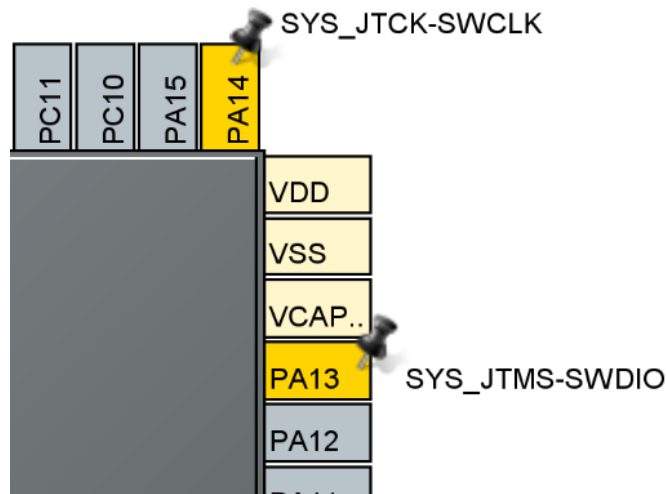 SYS_JTCK-SWCLK
PC11
PC10
PA15
PA14
VDD
VSS
VCAP..
PA13
SYS_JTMS-SWDIO
PA12